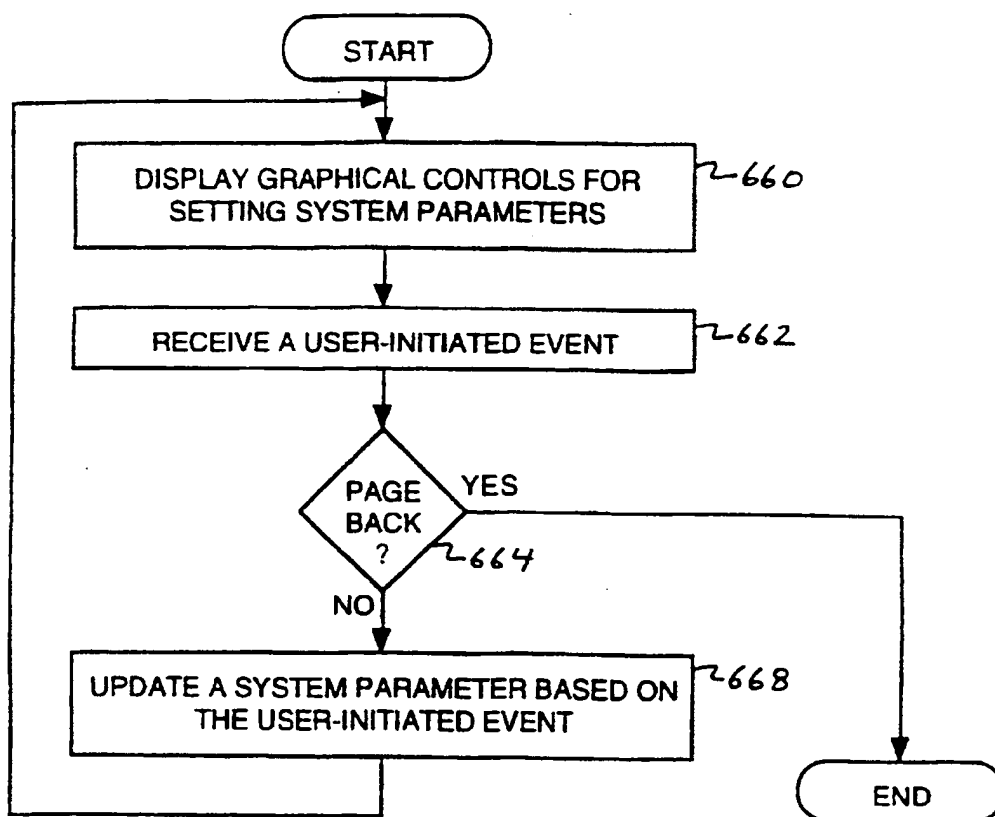 START
DISPLAY GRAPHICAL CONTROLS FOR
SETTING SYSTEM PARAMETERS
660
RECEIVE A USER-INITIATED EVENT
662
PAGE
BACK
?
YES
664
NO
UPDATE A SYSTEM PARAMETER BASED ON
THE USER-INITIATED EVENT
668
END